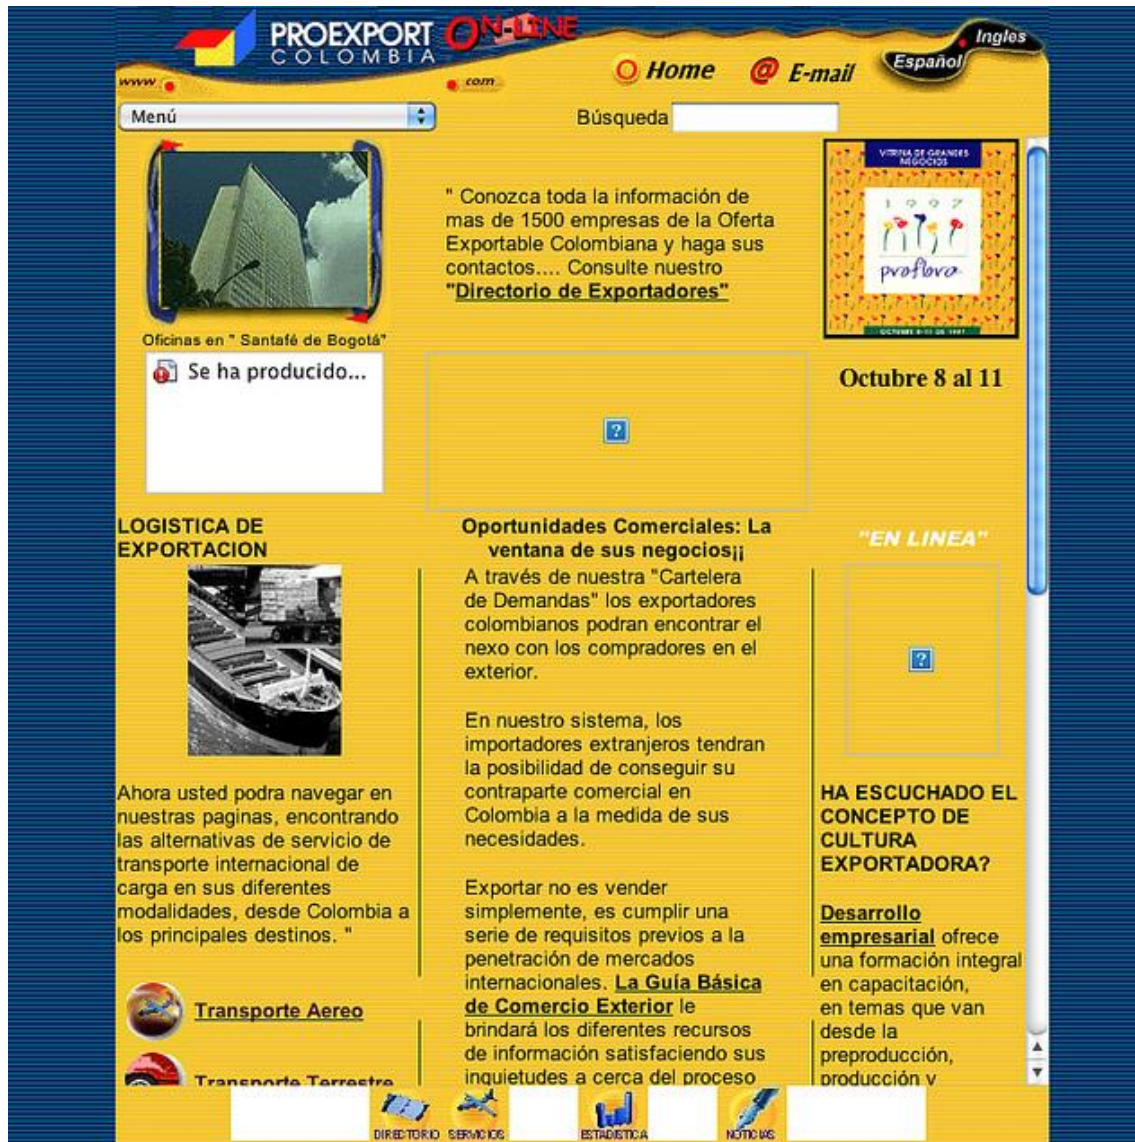 PROEXPORT
COLOMBIA
ON-LINE
www
.com
Home
@ E-mail
Ingles
Español
Menú
Búsqueda
" Conozca toda la información de
mas de 1500 empresas de la Oferta
Exportable Colombiana y haga sus
contactos.... Consulte nuestro
"Directorio de Exportadores"
VITRINA DE GRANDES
NEGOCIOS
1997
proflora
OCTUBRE 8-11 DE 1997
Oficinas en " Santafé de Bogotá"
Se ha producido...
Octubre 8 al 11
LOGISTICA DE
EXPORTACION
Ahora usted podra navegar en
nuestras paginas, encontrando
las alternativas de servicio de
transporte internacional de
carga en sus diferentes
modalidades, desde Colombia a
los principales destinos. "
Transporte Aereo
Transporte Terrestre
Oportunidades Comerciales: La
ventana de sus negocios¡¡
A través de nuestra "Cartelera
de Demandas" los exportadores
colombianos podran encontrar el
nexo con los compradores en el
exterior.
En nuestro sistema, los
importadores extranjeros tendran
la posibilidad de conseguir su
contraparte comercial en
Colombia a la medida de sus
necesidades.
Exportar no es vender
simplemente, es cumplir una
serie de requisitos previos a la
penetración de mercados
internacionales. La Guía Básica
de Comercio Exterior le
brindará los diferentes recursos
de información satisfaciendo sus
inquietudes a cerca del proceso
"EN LINEA"
HA ESCUCHADO EL
CONCEPTO DE
CULTURA
EXPORTADORA?
Desarrollo
empresarial ofrece
una formación integral
en capacitación,
en temas que van
desde la
preproducción,
producción y
DIRECTORIO
SERVICIOS
ESTADISTICA
NOTICIAS